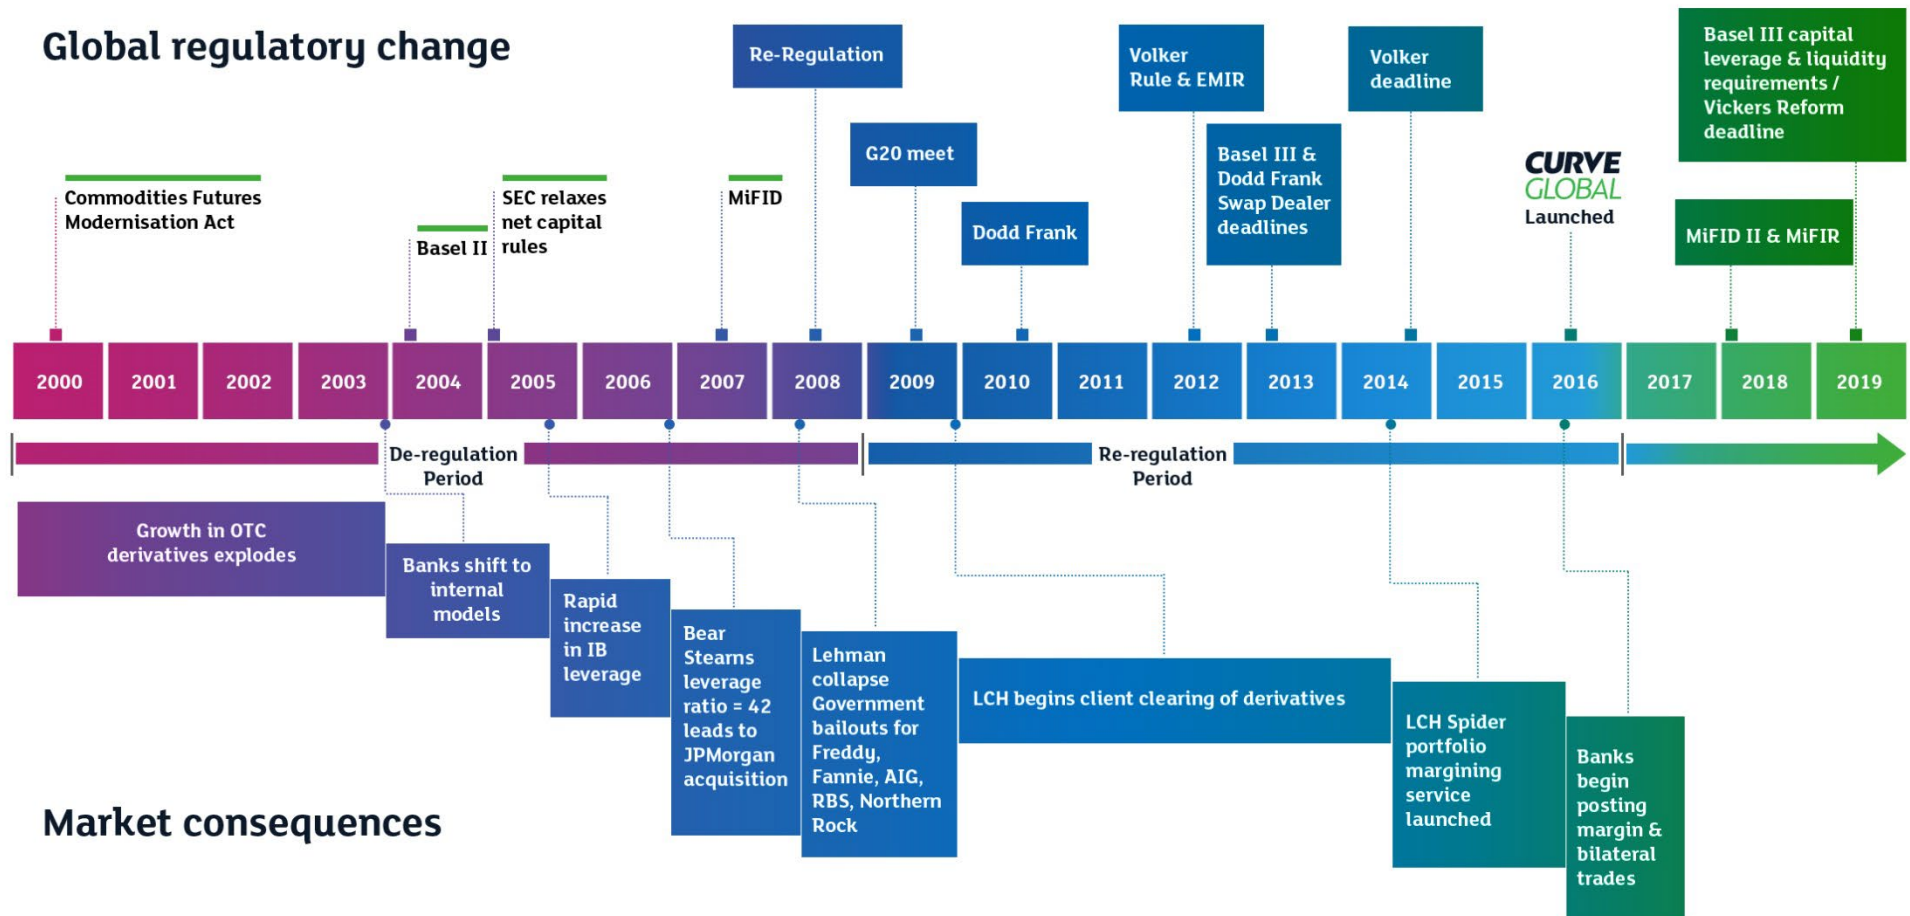 Global regulatory change
Commodities Futures
Modernisation Act
Basel II
SEC relaxes
net capital
rules
MiFID
Re-Regulation
G20 meet
Dodd Frank
Volker
Rule & EMIR
Basel III &
Dodd Frank
Swap Dealer
deadlines
Volker
deadline
CURVE
GLOBAL
Launched
MiFID II & MiFIR
Basel III capital
leverage & liquidity
requirements /
Vickers Reform
deadline
2000 2001 2002 2003 2004 2005 2006 2007 2008 2009 2010 2011 2012 2013 2014 2015 2016 2017 2018 2019
De-regulation
Period
Re-regulation
Period
Growth in OTC
derivatives explodes
Banks shift to
internal
models
Rapid
increase
in IB
leverage
Bear
Stearns
leverage
ratio = 42
leads to
JPMorgan
acquisition
Lehman
collapse
Government
bailouts for
Freddy,
Fannie, AIG,
RBS, Northern
Rock
LCH begins client clearing of derivatives
LCH Spider
portfolio
margining
service
launched
Banks
begin
posting
margin &
bilateral
trades
Market consequences